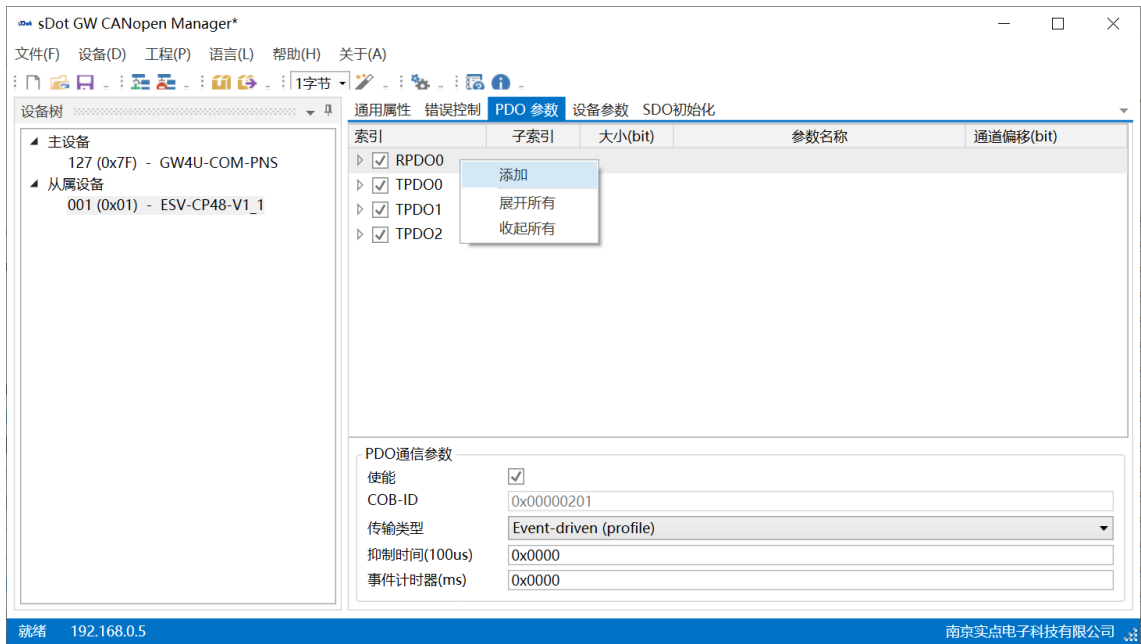 sDot GW CANopen Manager*
文件(F) 设备(D) 工程(P) 语言(L) 帮助(H) 关于(A)
1字节
设备树
通用属性 错误控制 PDO 参数 设备参数 SDO初始化
主设备
127 (0x7F) - GW4U-COM-PNS
从属设备
001 (0x01) - ESV-CP48-V1_1
索引 子索引 大小(bit) 参数名称 通道偏移(bit)
RPDO0
TPDO0
TPDO1
TPDO2
添加
展开所有
收起所有
PDO通信参数
使能
COB-ID 0x00000201
传输类型 Event-driven (profile)
抑制时间(100us) 0x0000
事件计时器(ms) 0x0000
就绪 192.168.0.5 南京实点电子科技有限公司